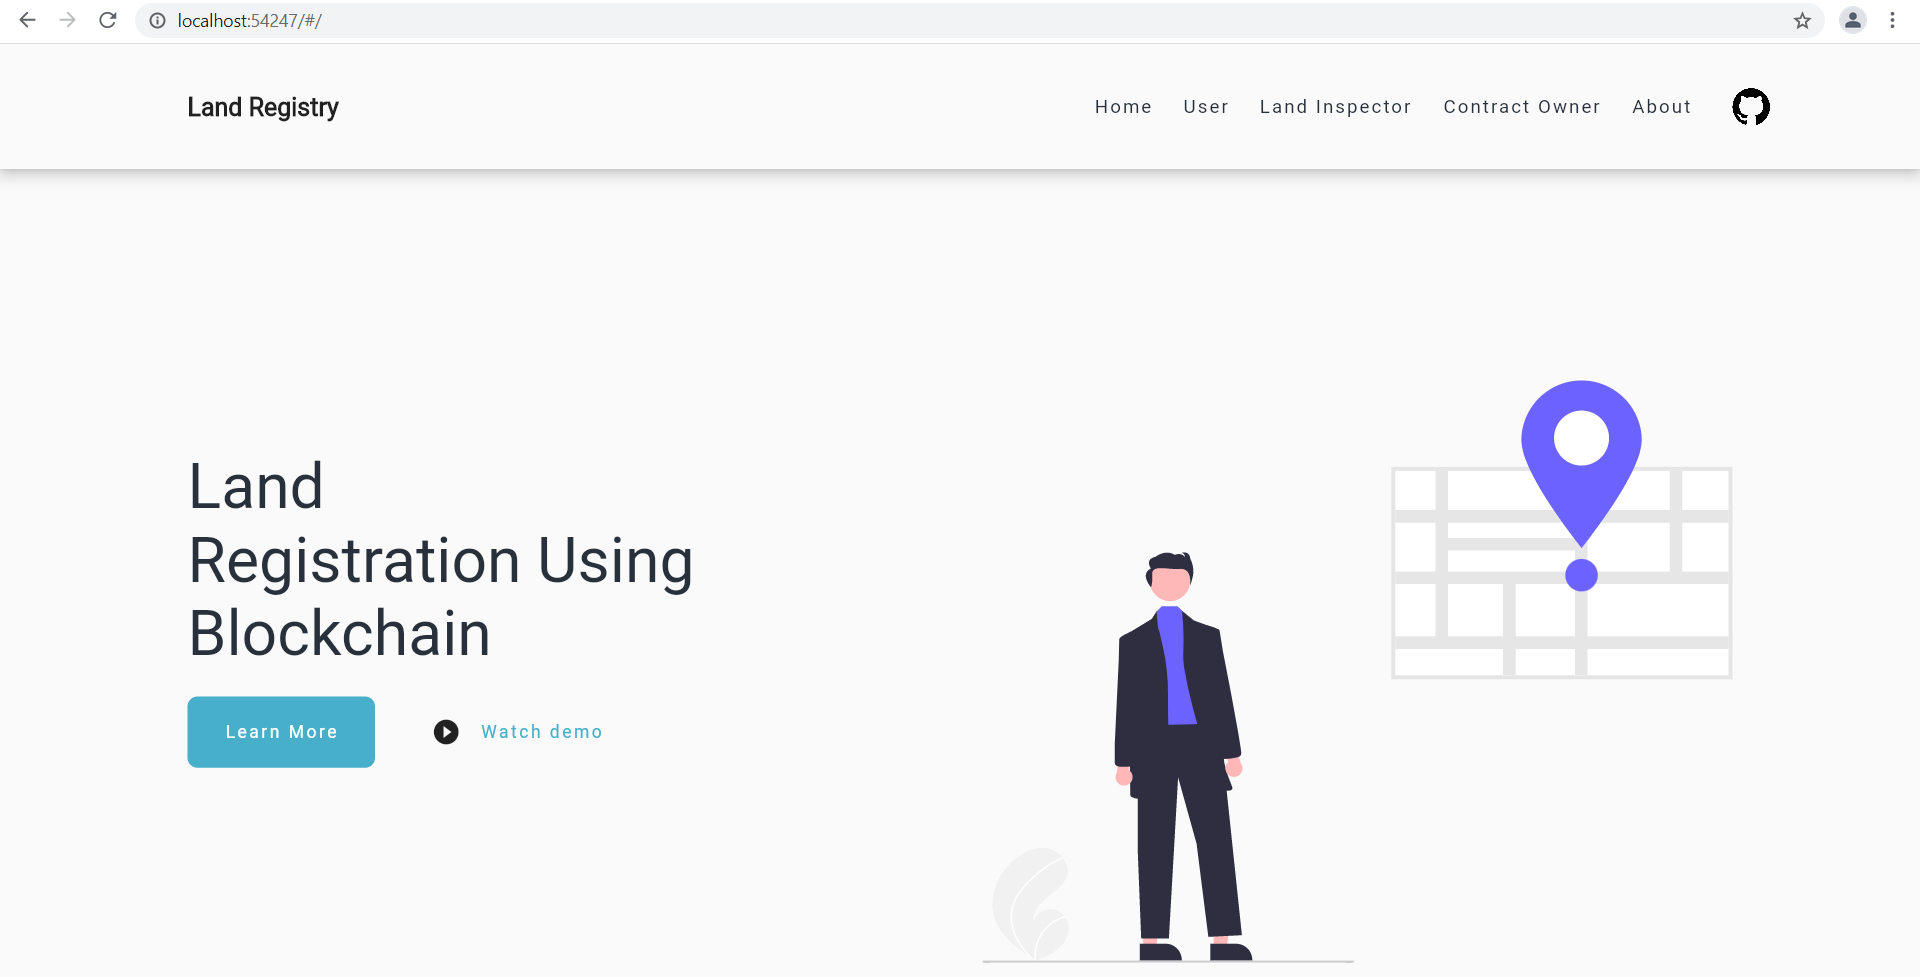 localhost:54247/#/
Land Registry
Home User Land Inspector Contract Owner About
Land
Registration Using
Blockchain
Learn More Watch demo